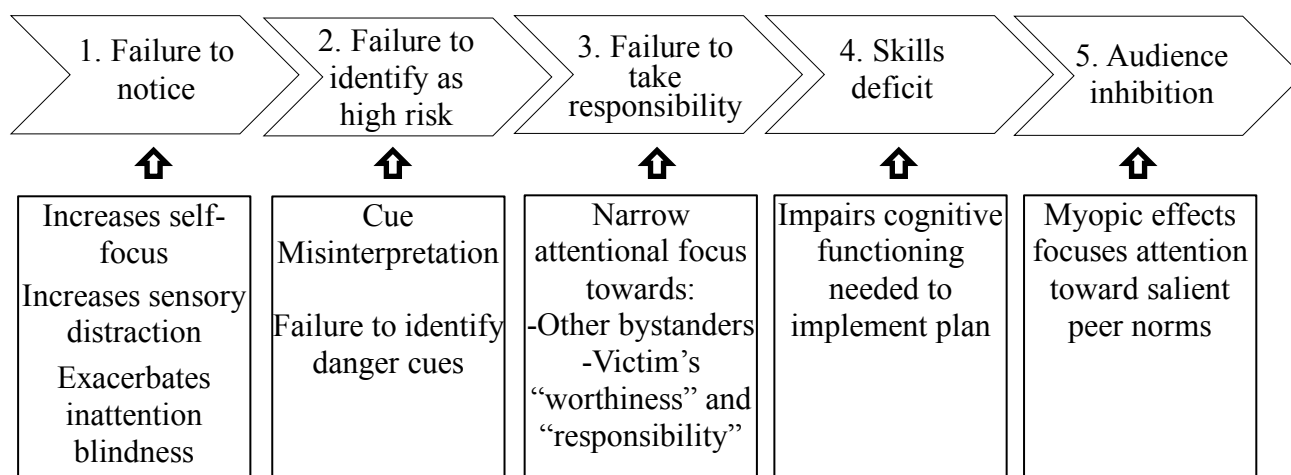 1. Failure to
notice
2. Failure to
identify as
high risk
3. Failure to
take
responsibility
4. Skills
deficit
5. Audience
inhibition
Increases self-
focus
Increases sensory
distraction
Exacerbates
inattention
blindness
Cue
Misinterpretation
Failure to identify
danger cues
Narrow
attentional focus
towards:
-Other bystanders
-Victim’s
“worthiness” and
“responsibility”
Impairs cognitive
functioning
needed to
implement plan
Myopic effects
focuses attention
toward salient
peer norms